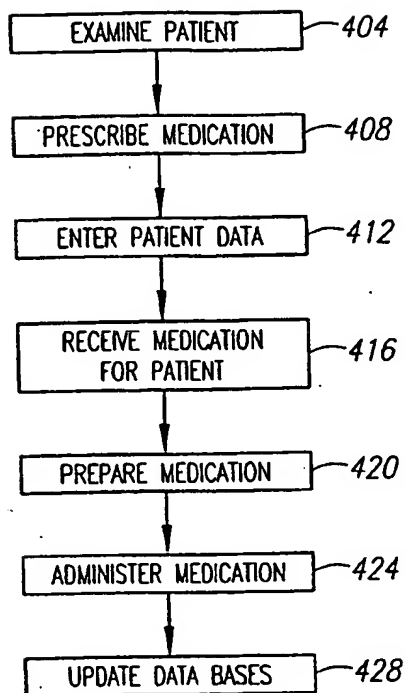 EXAMINE PATIENT 404
PRESCRIBE MEDICATION 408
ENTER PATIENT DATA 412
RECEIVE MEDICATION
FOR PATIENT 416
PREPARE MEDICATION 420
ADMINISTER MEDICATION 424
UPDATE DATA BASES 428